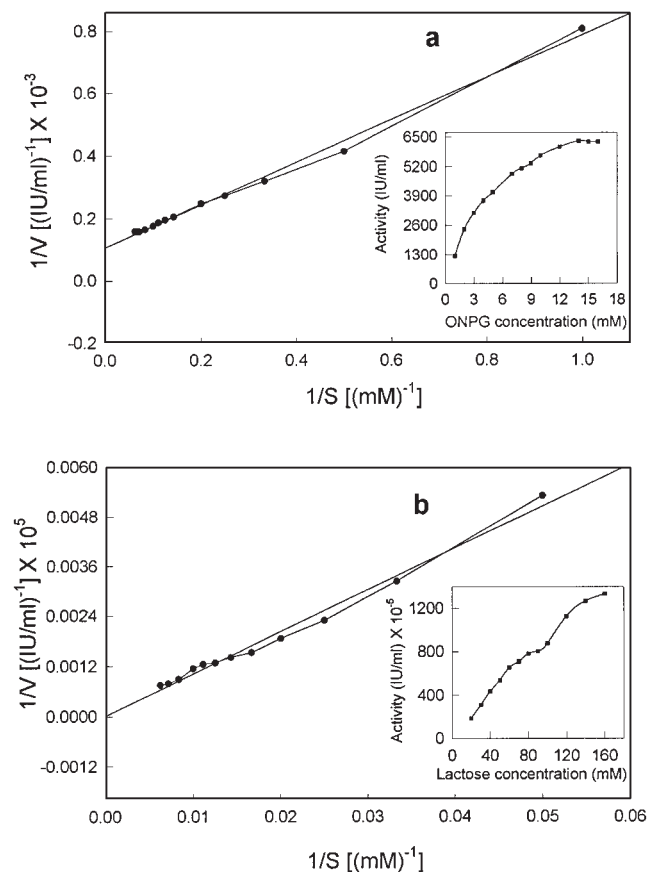 a
0.8
0.6
0.4
0.2
0.0
-0.2
1/V [(IU/ml)⁻¹] X 10⁻³
0.0 0.2 0.4 0.6 0.8 1.0
1/S [(mM)⁻¹]
6500
5200
3900
2600
1300
0
Activity (IU/ml)
0 3 6 9 12 15 18
ONPG concentration (mM)
b
0.0060
0.0048
0.0036
0.0024
0.0012
0.0000
-0.0012
1/V [(IU/ml)⁻¹] X 10⁵
0.00 0.01 0.02 0.03 0.04 0.05 0.06
1/S [(mM)⁻¹]
1200
800
400
0
Activity (IU/ml) X 10⁻⁵
0 40 80 120 160
Lactose concentration (mM)